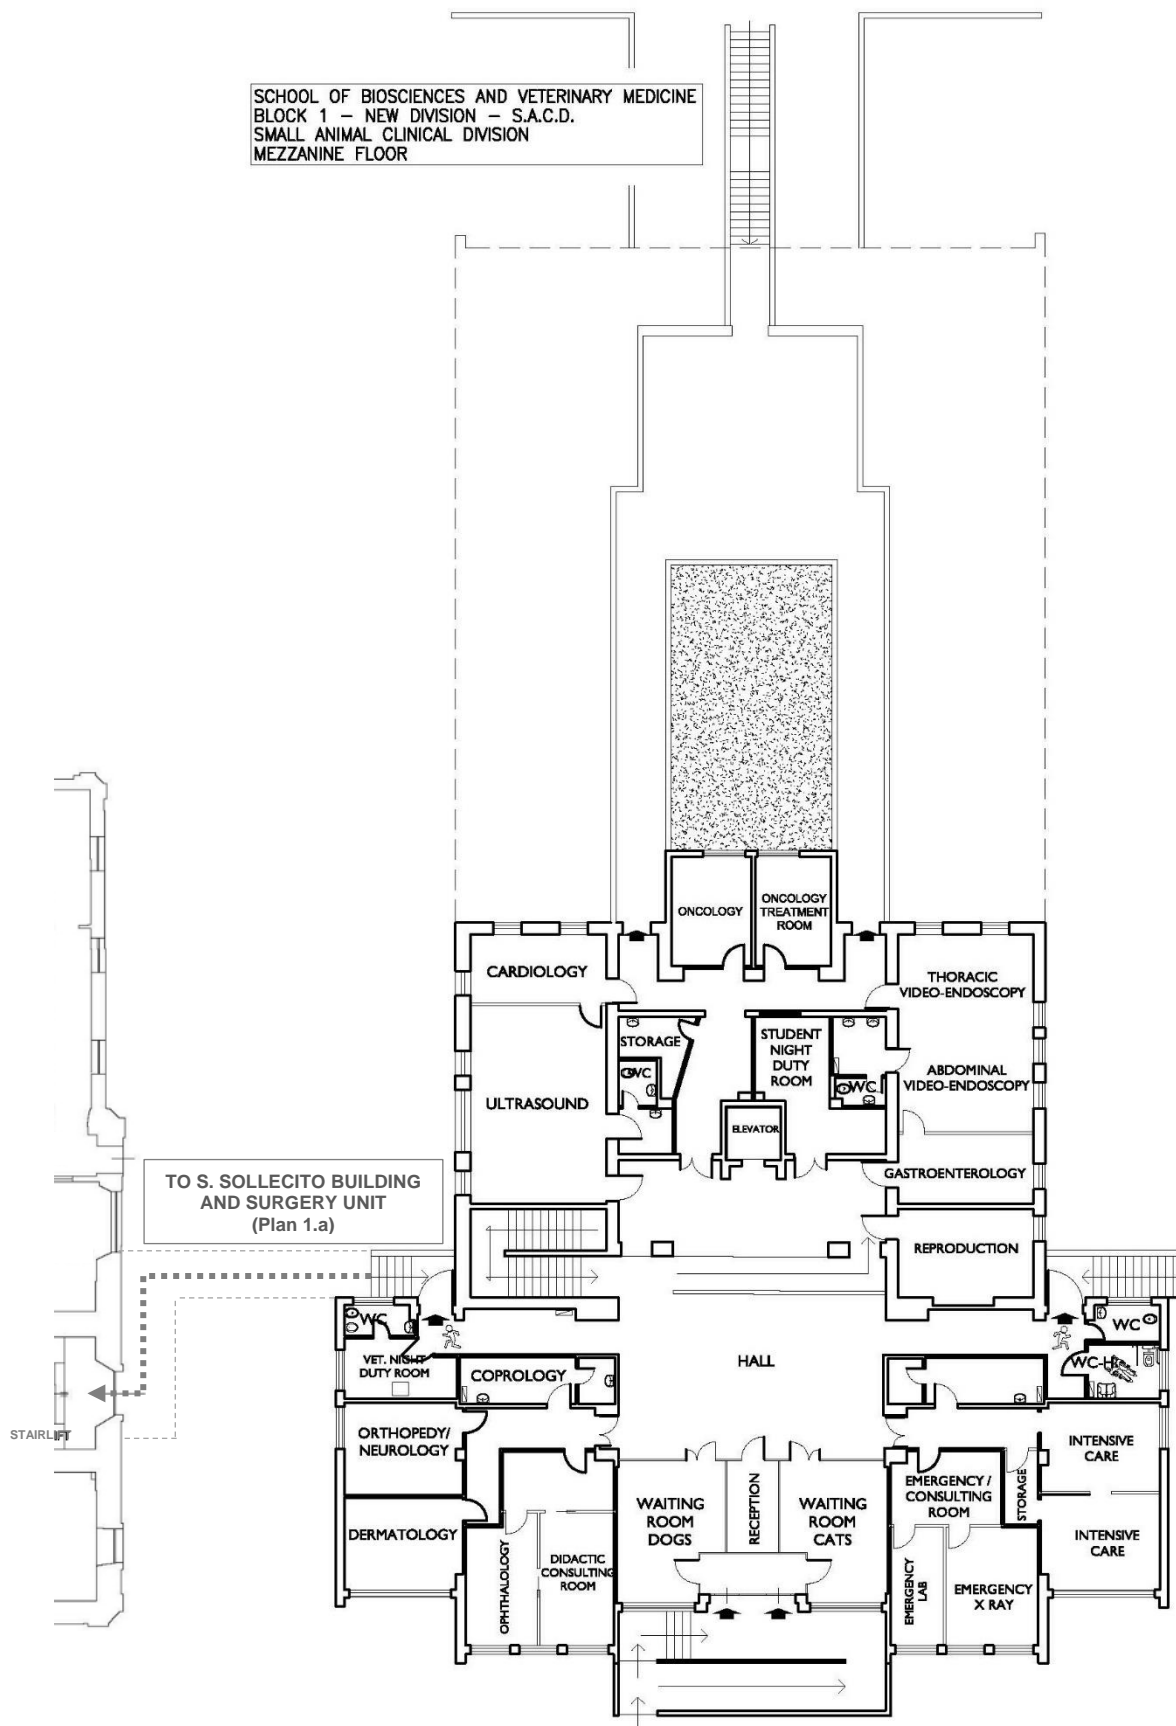 SCHOOL OF BIOSCIENCES AND VETERINARY MEDICINE
BLOCK 1 – NEW DIVISION – S.A.C.D.
SMALL ANIMAL CLINICAL DIVISION
MEZZANINE FLOOR
ONCOLOGY
ONCOLOGY
TREATMENT
ROOM
CARDIOLOGY
THORACIC
VIDEO-ENDOSCOPY
STORAGE
STUDENT
NIGHT
DUTY
ROOM
WC
WC
ABDOMINAL
VIDEO-ENDOSCOPY
ULTRASOUND
ELEVATOR
GASTROENTEROLOGY
TO S. SOLLECITO BUILDING
AND SURGERY UNIT
(Plan 1.a)
REPRODUCTION
WC
WC
VET. NIGHT
DUTY ROOM
COPROLOGY
HALL
WC-H
STAIRLIFT
ORTHOPEDY/
NEUROLOGY
INTENSIVE
CARE
DERMATOLOGY
OPHTHALOLOGY
DIDACTIC
CONSULTING
ROOM
WAITING
ROOM
DOGS
RECEPTION
WAITING
ROOM
CATS
EMERGENCY /
CONSULTING
ROOM
STORAGE
INTENSIVE
CARE
EMERGENCY
LAB
EMERGENCY
X RAY